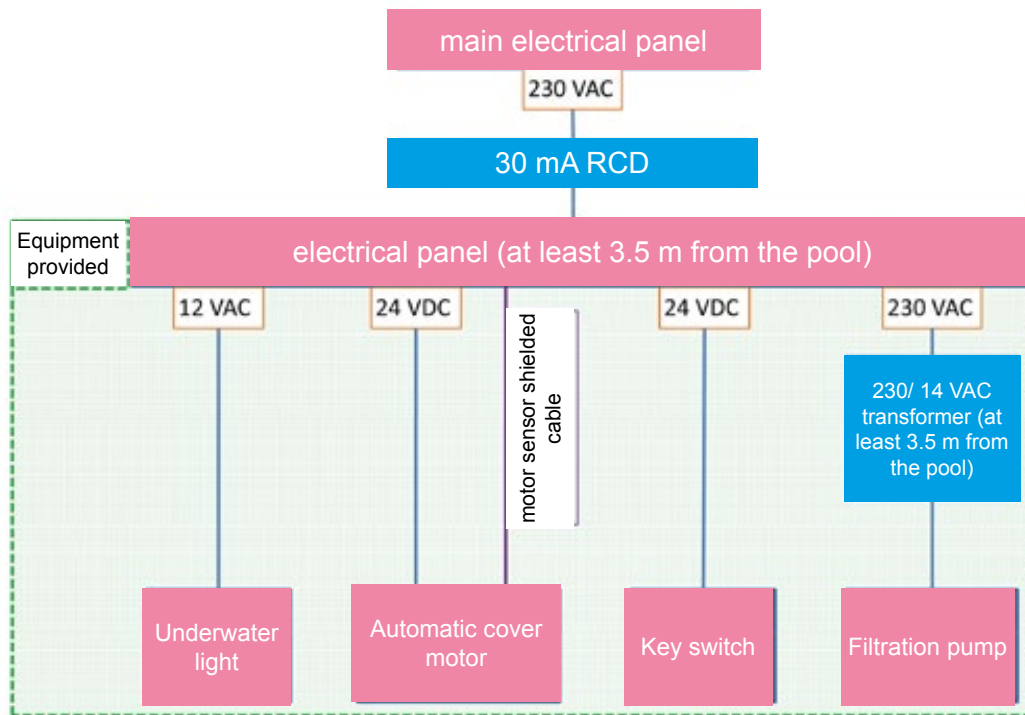 main electrical panel
230 VAC
30 mA RCD
Equipment
provided
electrical panel (at least 3.5 m from the pool)
12 VAC
24 VDC
motor sensor shielded
cable
24 VDC
230 VAC
230/ 14 VAC
transformer (at
least 3.5 m from
the pool)
Underwater
light
Automatic cover
motor
Key switch
Filtration pump